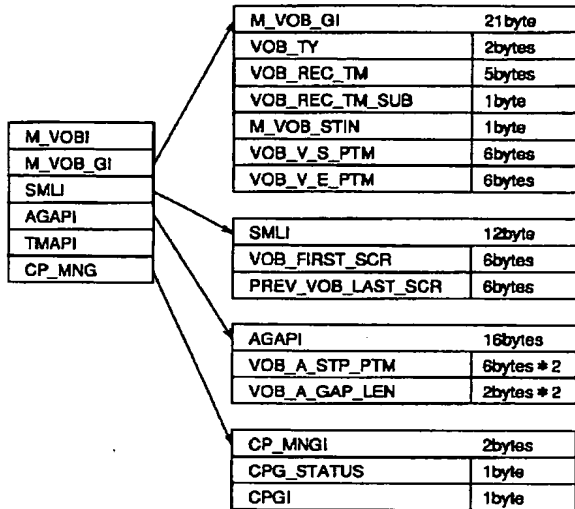 M_VOBI
M_VOB_GI
SMLI
AGAPI
TMAPI
CP_MNG
M_VOB_GI 21byte
VOB_TY 2bytes
VOB_REC_TM 5bytes
VOB_REC_TM_SUB 1byte
M_VOB_STIN 1byte
VOB_V_S_PTM 6bytes
VOB_V_E_PTM 6bytes
SMLI 12byte
VOB_FIRST_SCR 6bytes
PREV_VOB_LAST_SCR 6bytes
AGAPI 16bytes
VOB_A_STP_PTM 6bytes * 2
VOB_A_GAP_LEN 2bytes * 2
CP_MNGI 2bytes
CPG_STATUS 1byte
CPGI 1byte